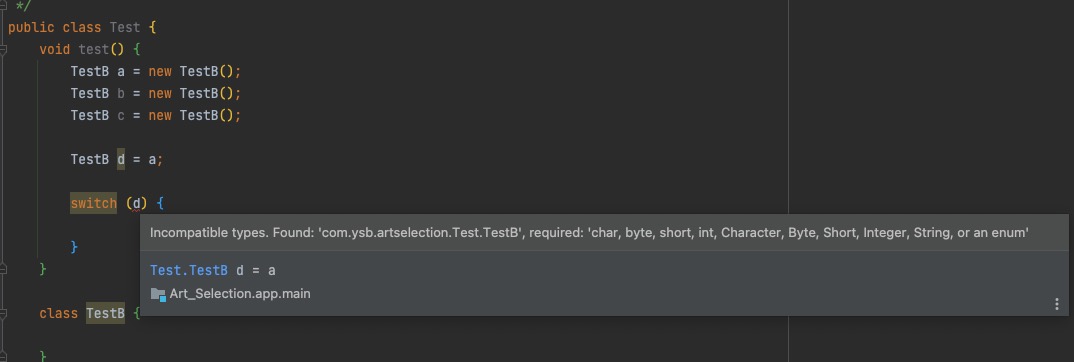 */
public class Test {
void test() {
TestB a = new TestB();
TestB b = new TestB();
TestB c = new TestB();
TestB d = a;
switch (d) {
Incompatible types. Found: 'com.ysb.artselection.Test.TestB', required: 'char, byte, short, int, Character, Byte, Short, Integer, String, or an enum'
}
Test.TestB d = a
}
Art_Selection.app.main
class TestB {
}